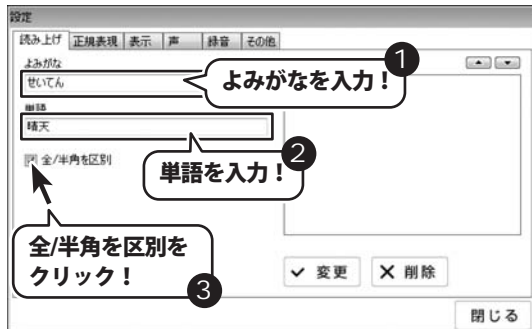 設定
読み上げ 正規表現 表示 声 録音 その他
よみがな
せいてん
よみがなを入力！
1
単語
晴天
単語を入力！
2
全/半角を区別
全/半角を区別を
クリック！
3
変更 削除
閉じる